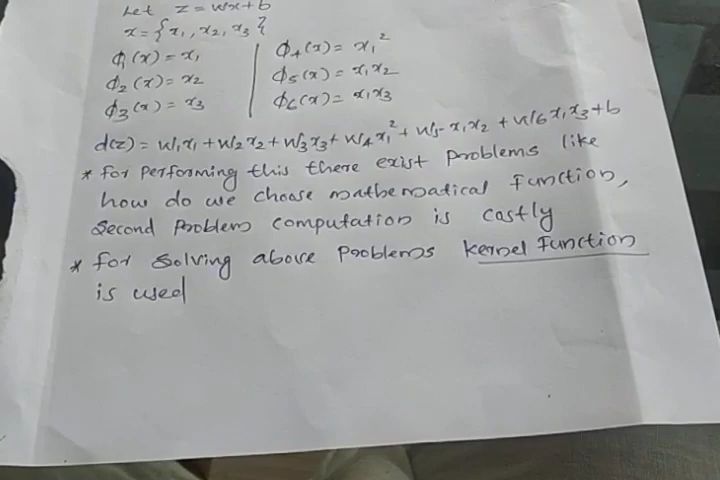 Let z = wx+b
x = {x1, x2, x3}
ϕ1(x) = x1
ϕ2(x) = x2
ϕ3(x) = x3
ϕ4(x) = x1²
ϕ5(x) = x1x2
ϕ6(x) = x1x3
d(z) = w1x1 + w2x2 + w3x3 + w4x1² + w5x1x2 + w6x1x3 + b
* for performing this there exist problems like
how do we choose mathematical function,
second problem computation is costly
* for solving above problems kernel function
is used